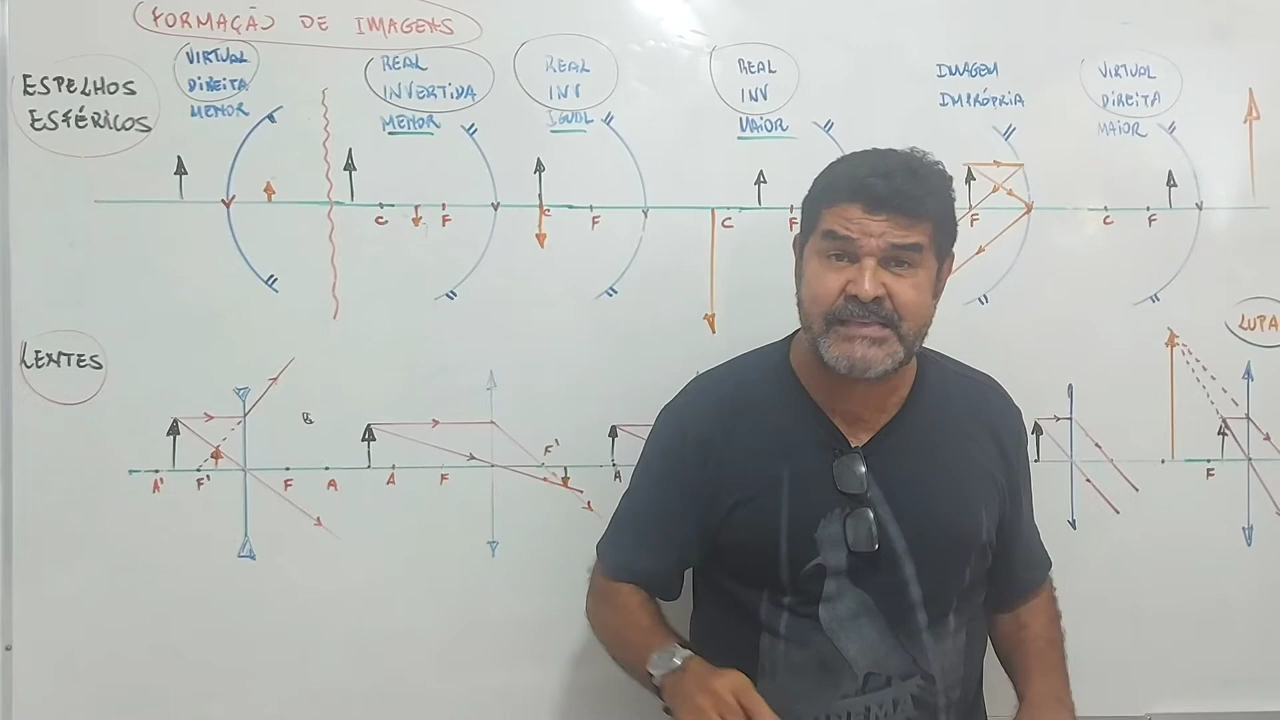 FORMAÇÃO DE IMAGENS
ESPELHOS
ESFÉRICOS
VIRTUAL
DIREITA
MENOR
REAL
INVERTIDA
MENOR
REAL
INV
IGUAL
REAL
INV
MAIOR
IMAGEM
IMPRÓPRIA
VIRTUAL
DIREITA
MAIOR
C F
C F
C F
F
C F
LENTES
LUPA
A' F' F A
A F F'
A
F